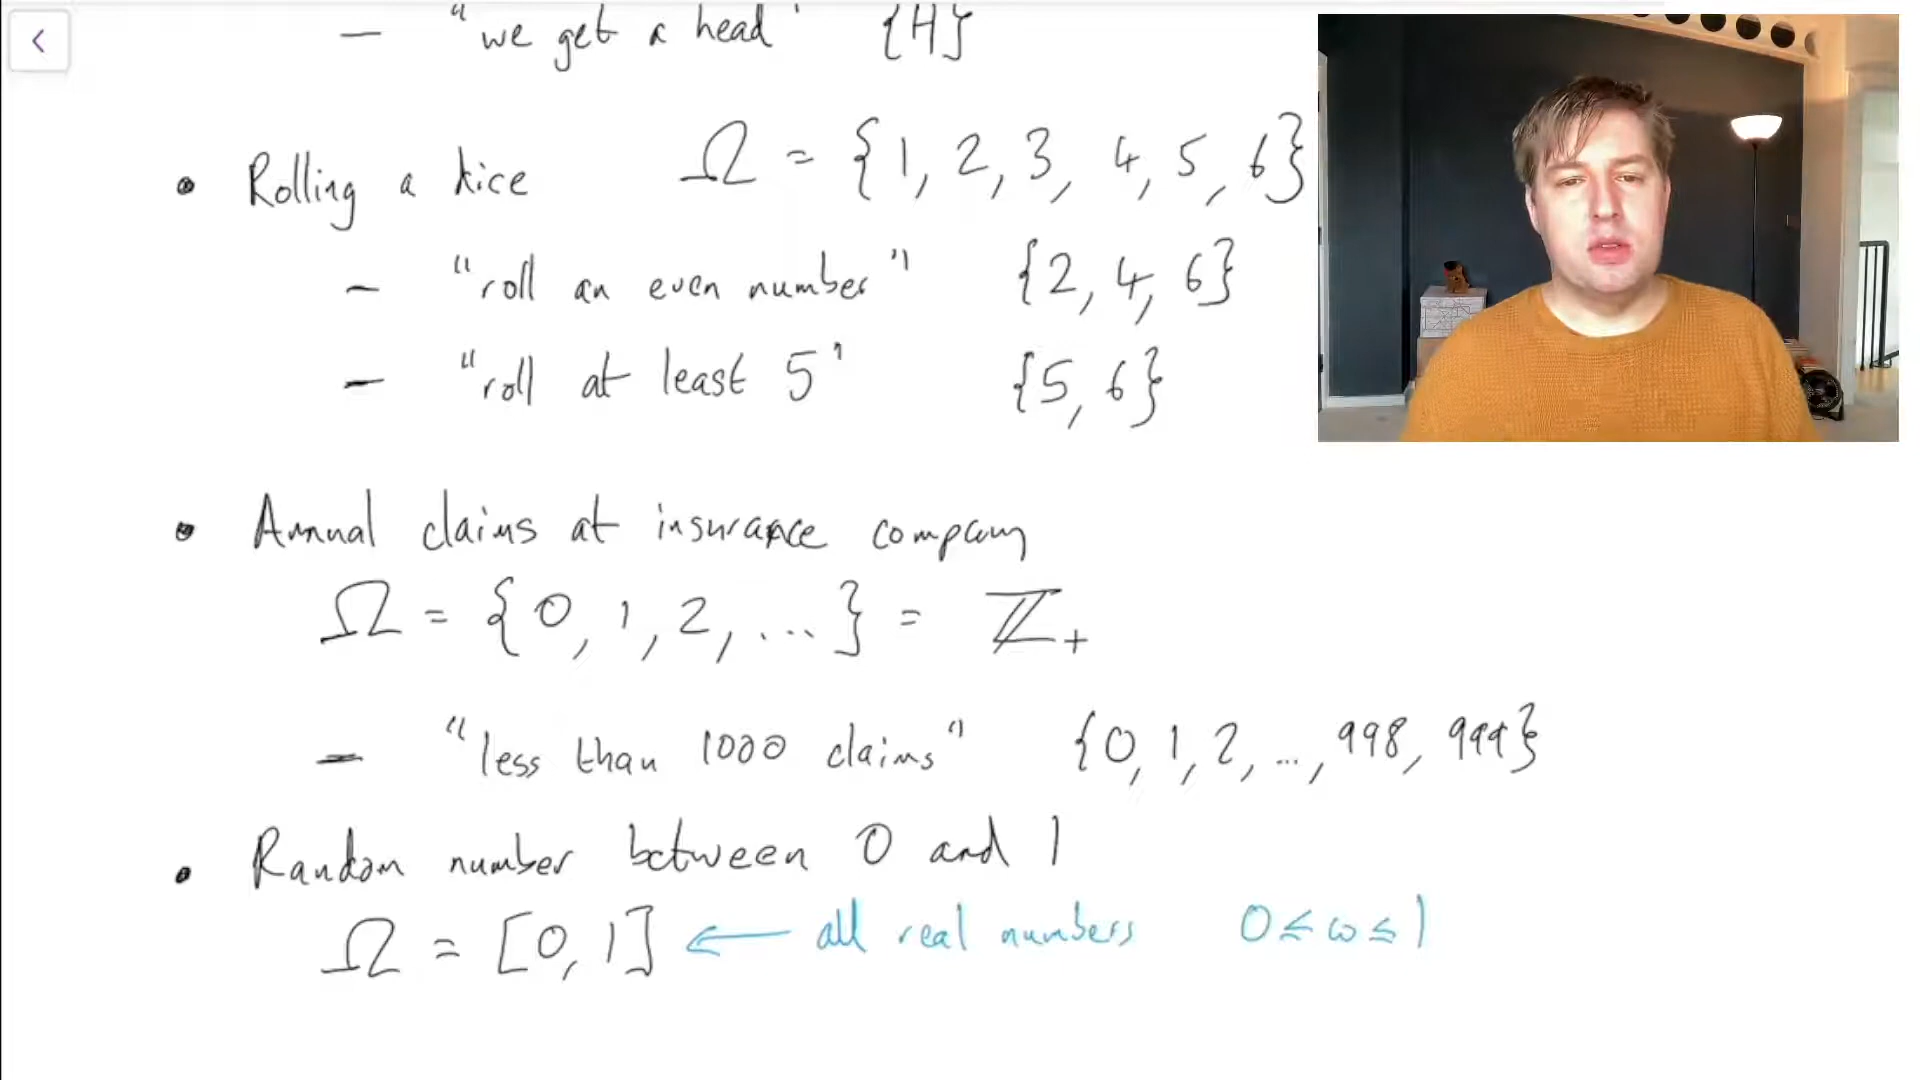 – "we get a head" {H}
• Rolling a dice Ω = {1, 2, 3, 4, 5, 6}
– "roll an even number" {2, 4, 6}
– "roll at least 5" {5, 6}
• Annual claims at insurance company
Ω = {0, 1, 2, ...} = ℤ₊
– "less than 1000 claims" {0, 1, 2, ..., 998, 999}
• Random number between 0 and 1
Ω = [0, 1] ← all real numbers 0 ≤ ω ≤ 1